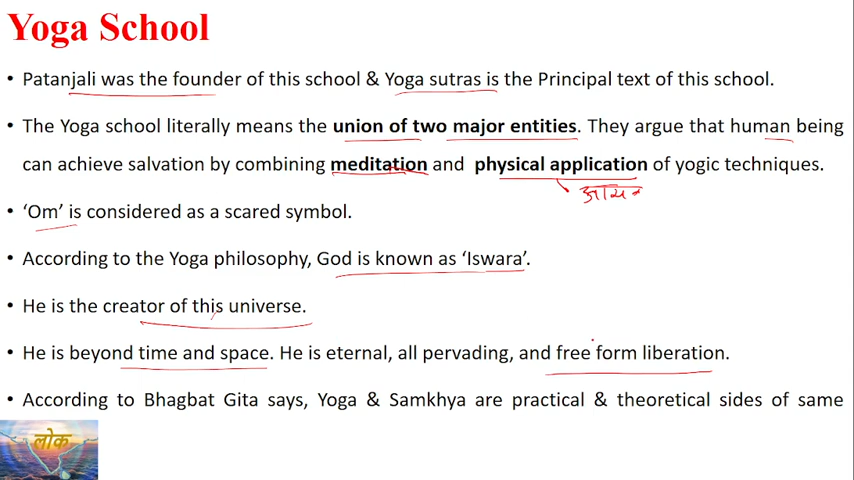 Yoga School
• Patanjali was the founder of this school & Yoga sutras is the Principal text of this school.
• The Yoga school literally means the union of two major entities. They argue that human being
can achieve salvation by combining meditation and physical application of yogic techniques.
आसन
• 'Om' is considered as a scared symbol.
• According to the Yoga philosophy, God is known as 'Iswara'.
• He is the creator of this universe.
• He is beyond time and space. He is eternal, all pervading, and free form liberation.
• According to Bhagbat Gita says, Yoga & Samkhya are practical & theoretical sides of same
लोक